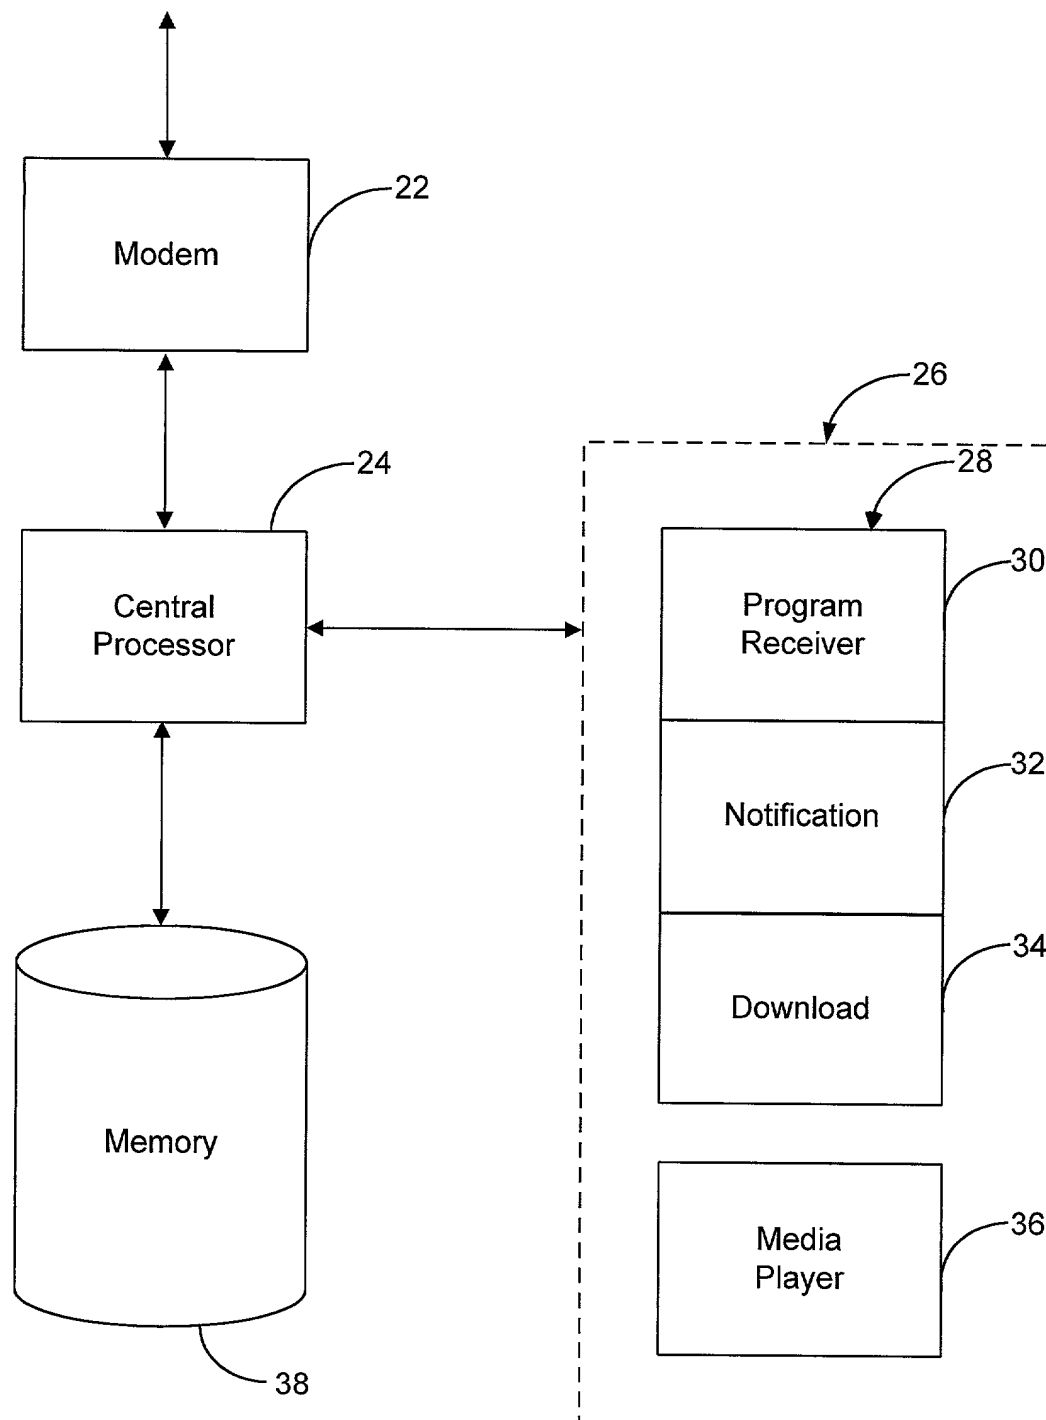 22
Modem
26
24
28
Central
Processor
Program
Receiver
30
32
Notification
34
Download
Memory
Media
Player
36
38